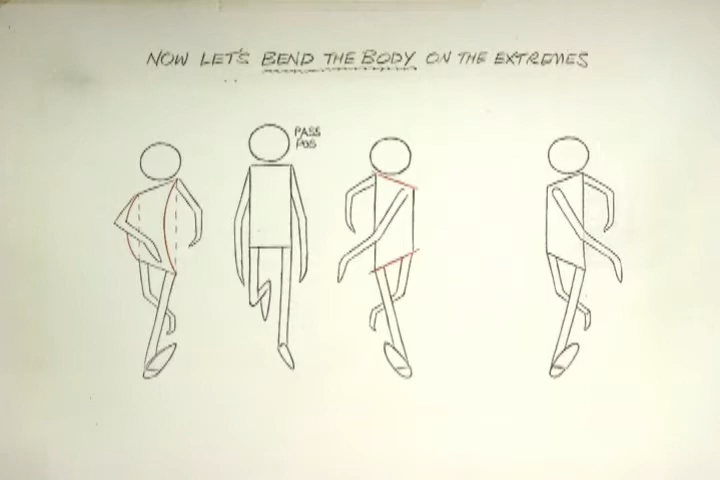 NOW LET'S BEND THE BODY ON THE EXTREMES
PASS
POS